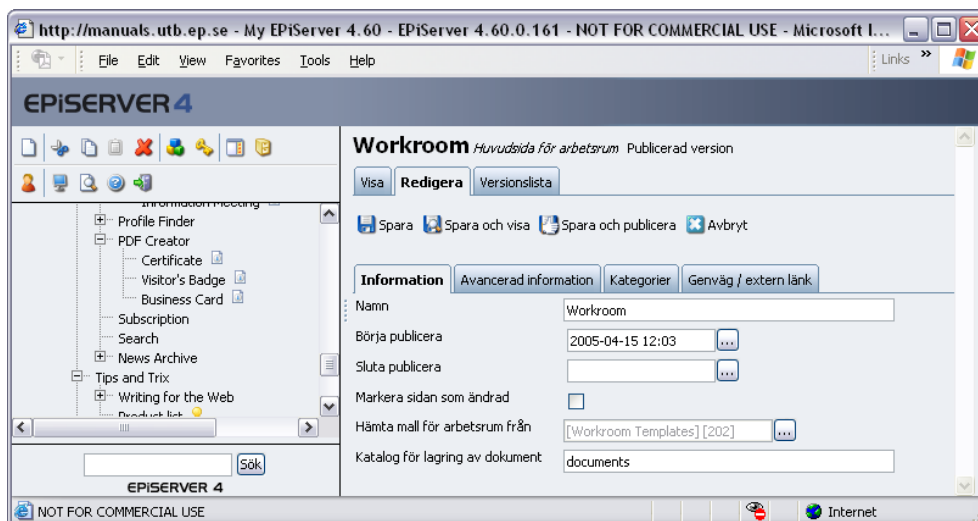 http://manuals.utb.ep.se - My EPiServer 4.60 - EPiServer 4.60.0.161 - NOT FOR COMMERCIAL USE - Microsoft I...
File Edit View Favorites Tools Help Links
EPiSERVER 4
Information Meeting
Profile Finder
PDF Creator
Certificate
Visitor's Badge
Business Card
Subscription
Search
News Archive
Tips and Trix
Writing for the Web
Product list
Sök
EPiSERVER 4
Workroom Huvudsida för arbetsrum Publicerad version
Visa Redigera Versionslista
Spara Spara och visa Spara och publicera Avbryt
Information Avancerad information Kategorier Genväg / extern länk
Namn Workroom
Börja publicera 2005-04-15 12:03 ...
Sluta publicera ...
Markera sidan som ändrad
Hämta mall för arbetsrum från [Workroom Templates] [202] ...
Katalog för lagring av dokument documents
NOT FOR COMMERCIAL USE Internet